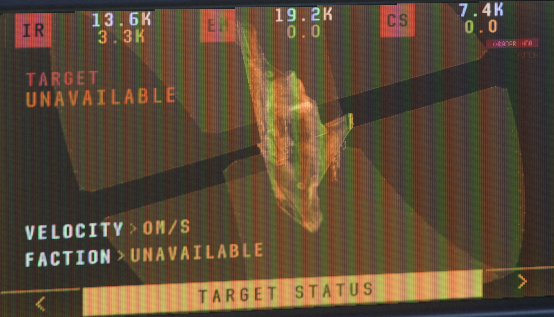 IR 13.6K EM 19.2K CS 7.4K
3.3K 0.0 0.0
TARGET
UNAVAILABLE
VELOCITY>0M/S
FACTION>UNAVAILABLE
< TARGET STATUS >